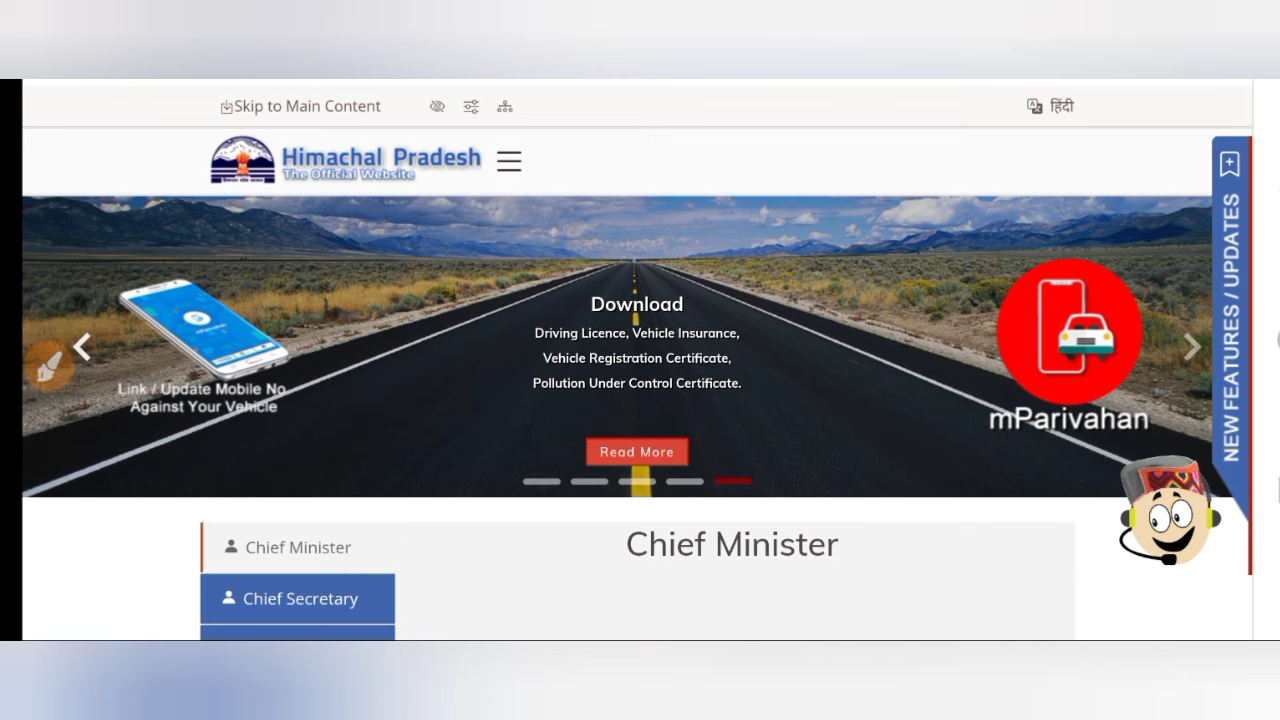 Skip to Main Content
हिंदी
Himachal Pradesh
The Official Website
NEW FEATURES / UPDATES
Download
Driving Licence, Vehicle Insurance,
Vehicle Registration Certificate,
Pollution Under Control Certificate.
Link / Update Mobile No.
Against Your Vehicle
mParivahan
Read More
Chief Minister
Chief Minister
Chief Secretary